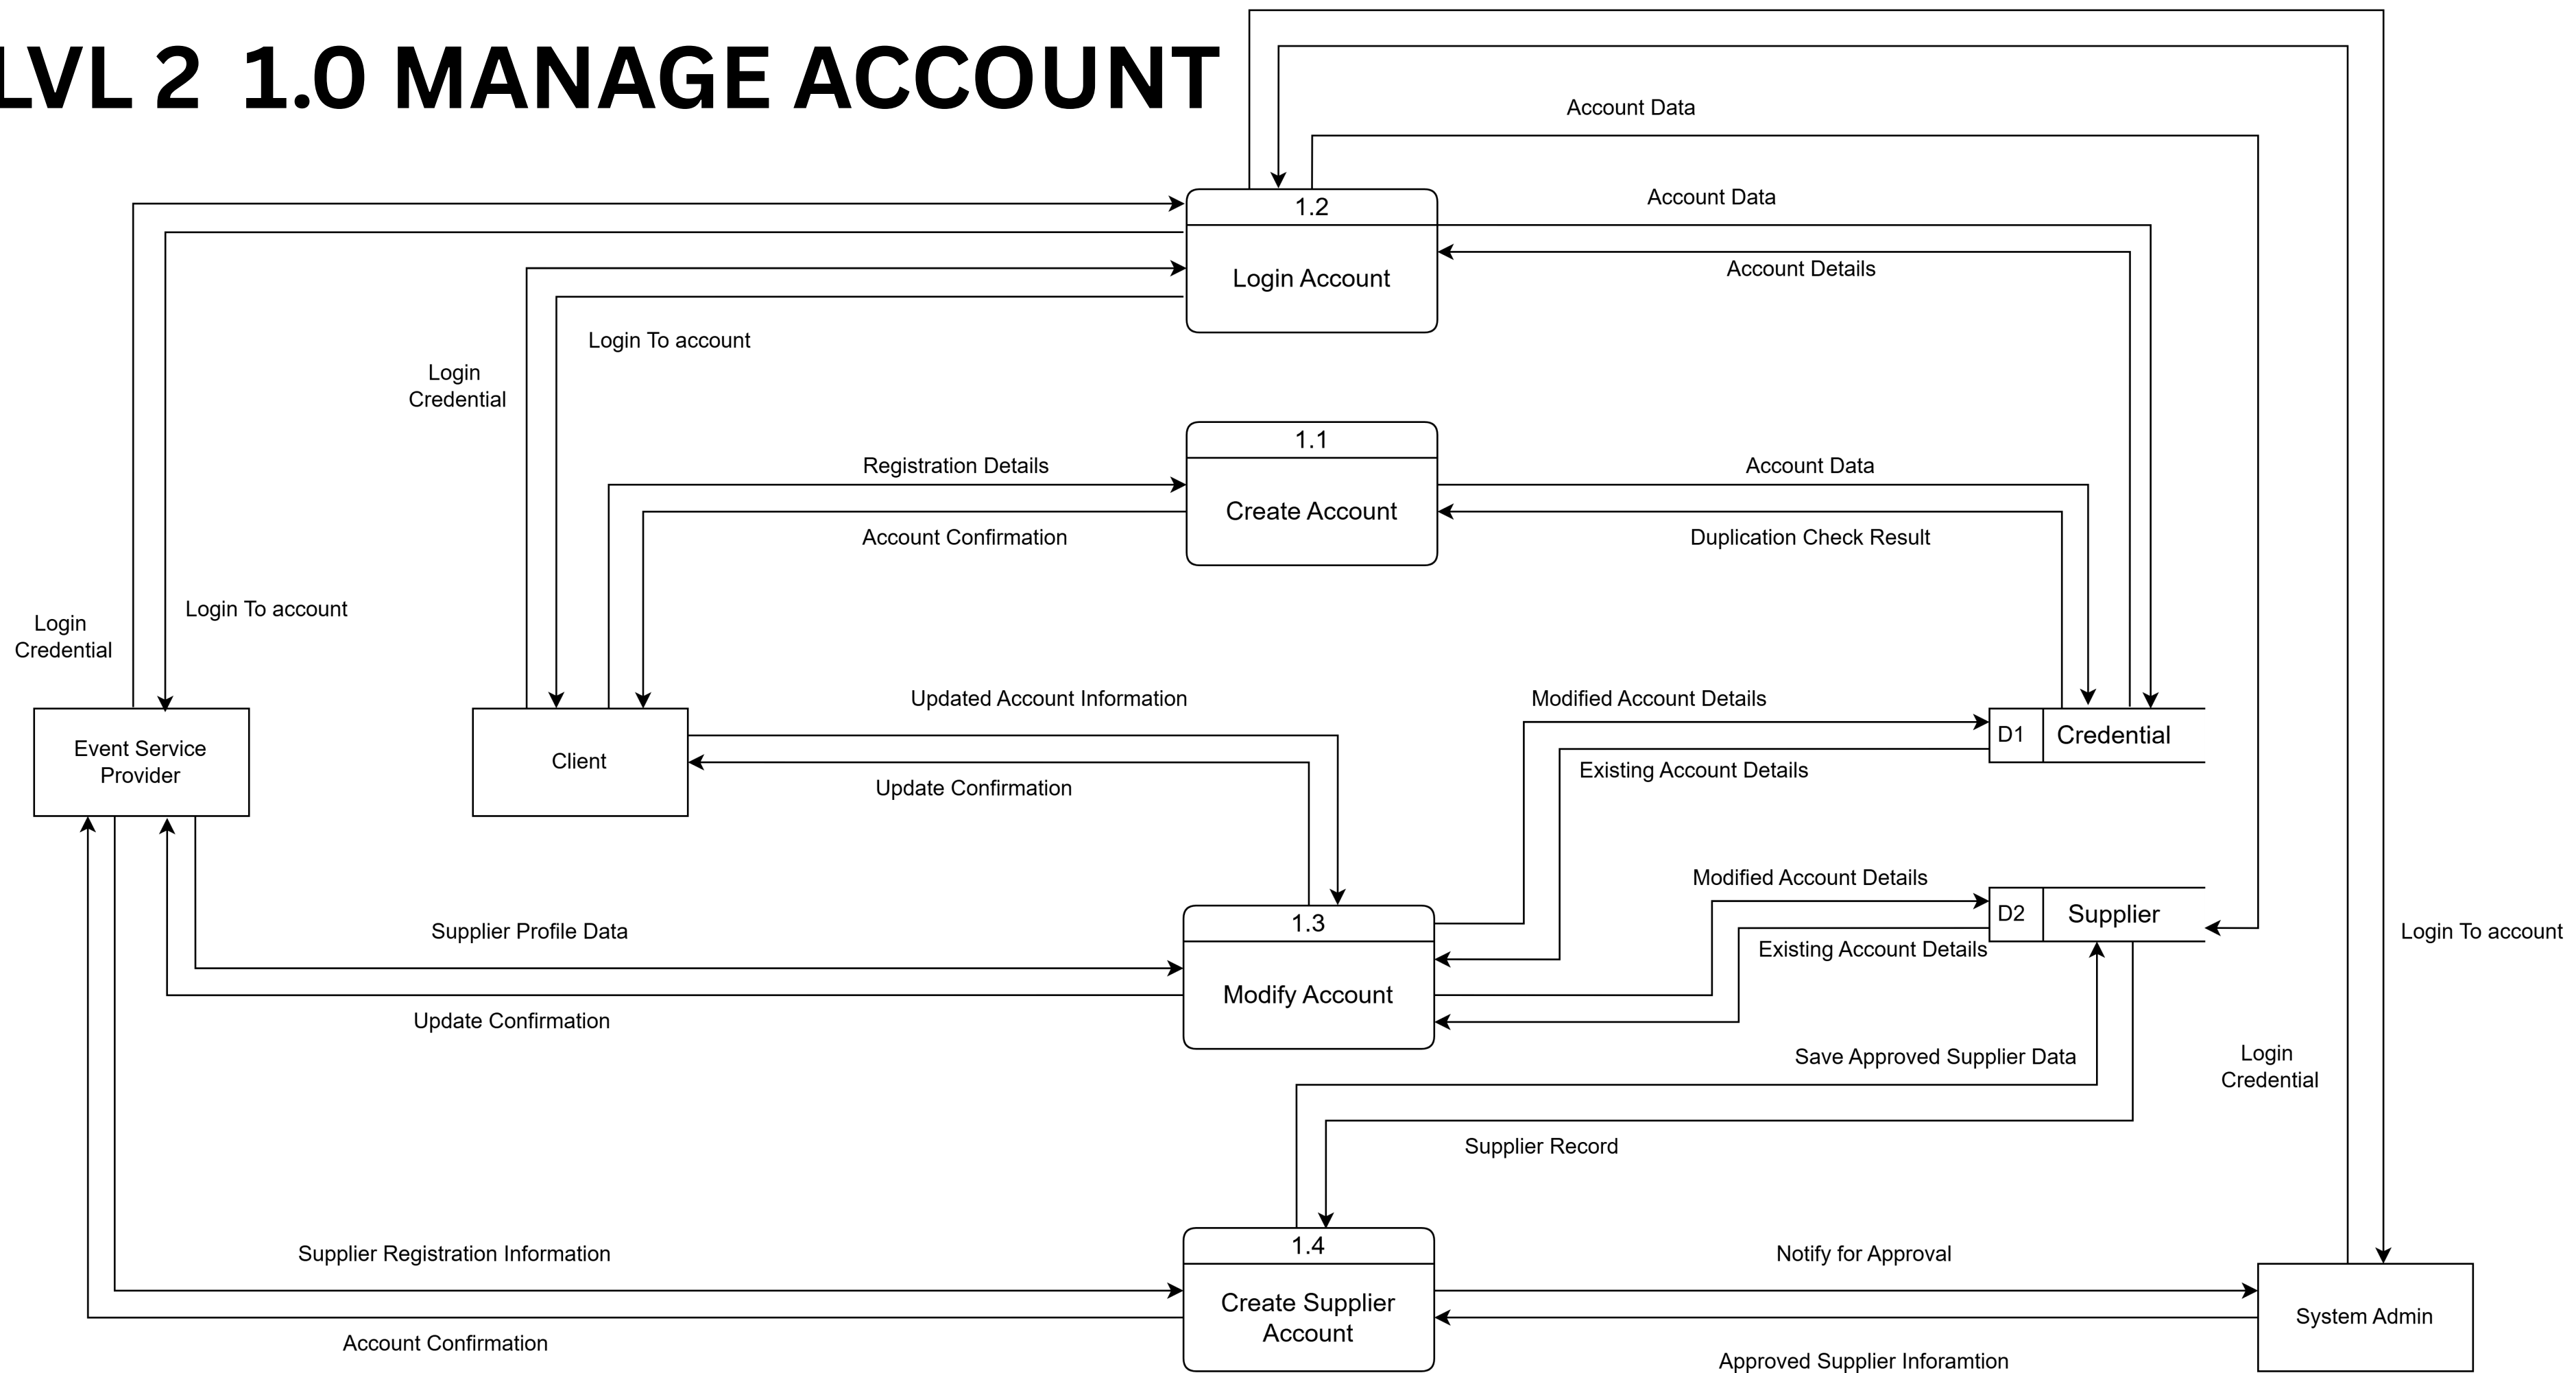 LVL 2 1.0 MANAGE ACCOUNT
Account Data
1.2
Login Account
Account Data
Account Details
Login To account
Login
Credential
1.1
Create Account
Registration Details
Account Confirmation
Account Data
Duplication Check Result
Login
Credential
Login To account
Event Service
Provider
Client
Updated Account Information
Update Confirmation
Modified Account Details
Existing Account Details
D1
Credential
Modified Account Details
Existing Account Details
D2
Supplier
Supplier Profile Data
Update Confirmation
1.3
Modify Account
Login To account
Login
Credential
Save Approved Supplier Data
Supplier Record
Supplier Registration Information
Account Confirmation
1.4
Create Supplier
Account
Notify for Approval
Approved Supplier Inforamtion
System Admin